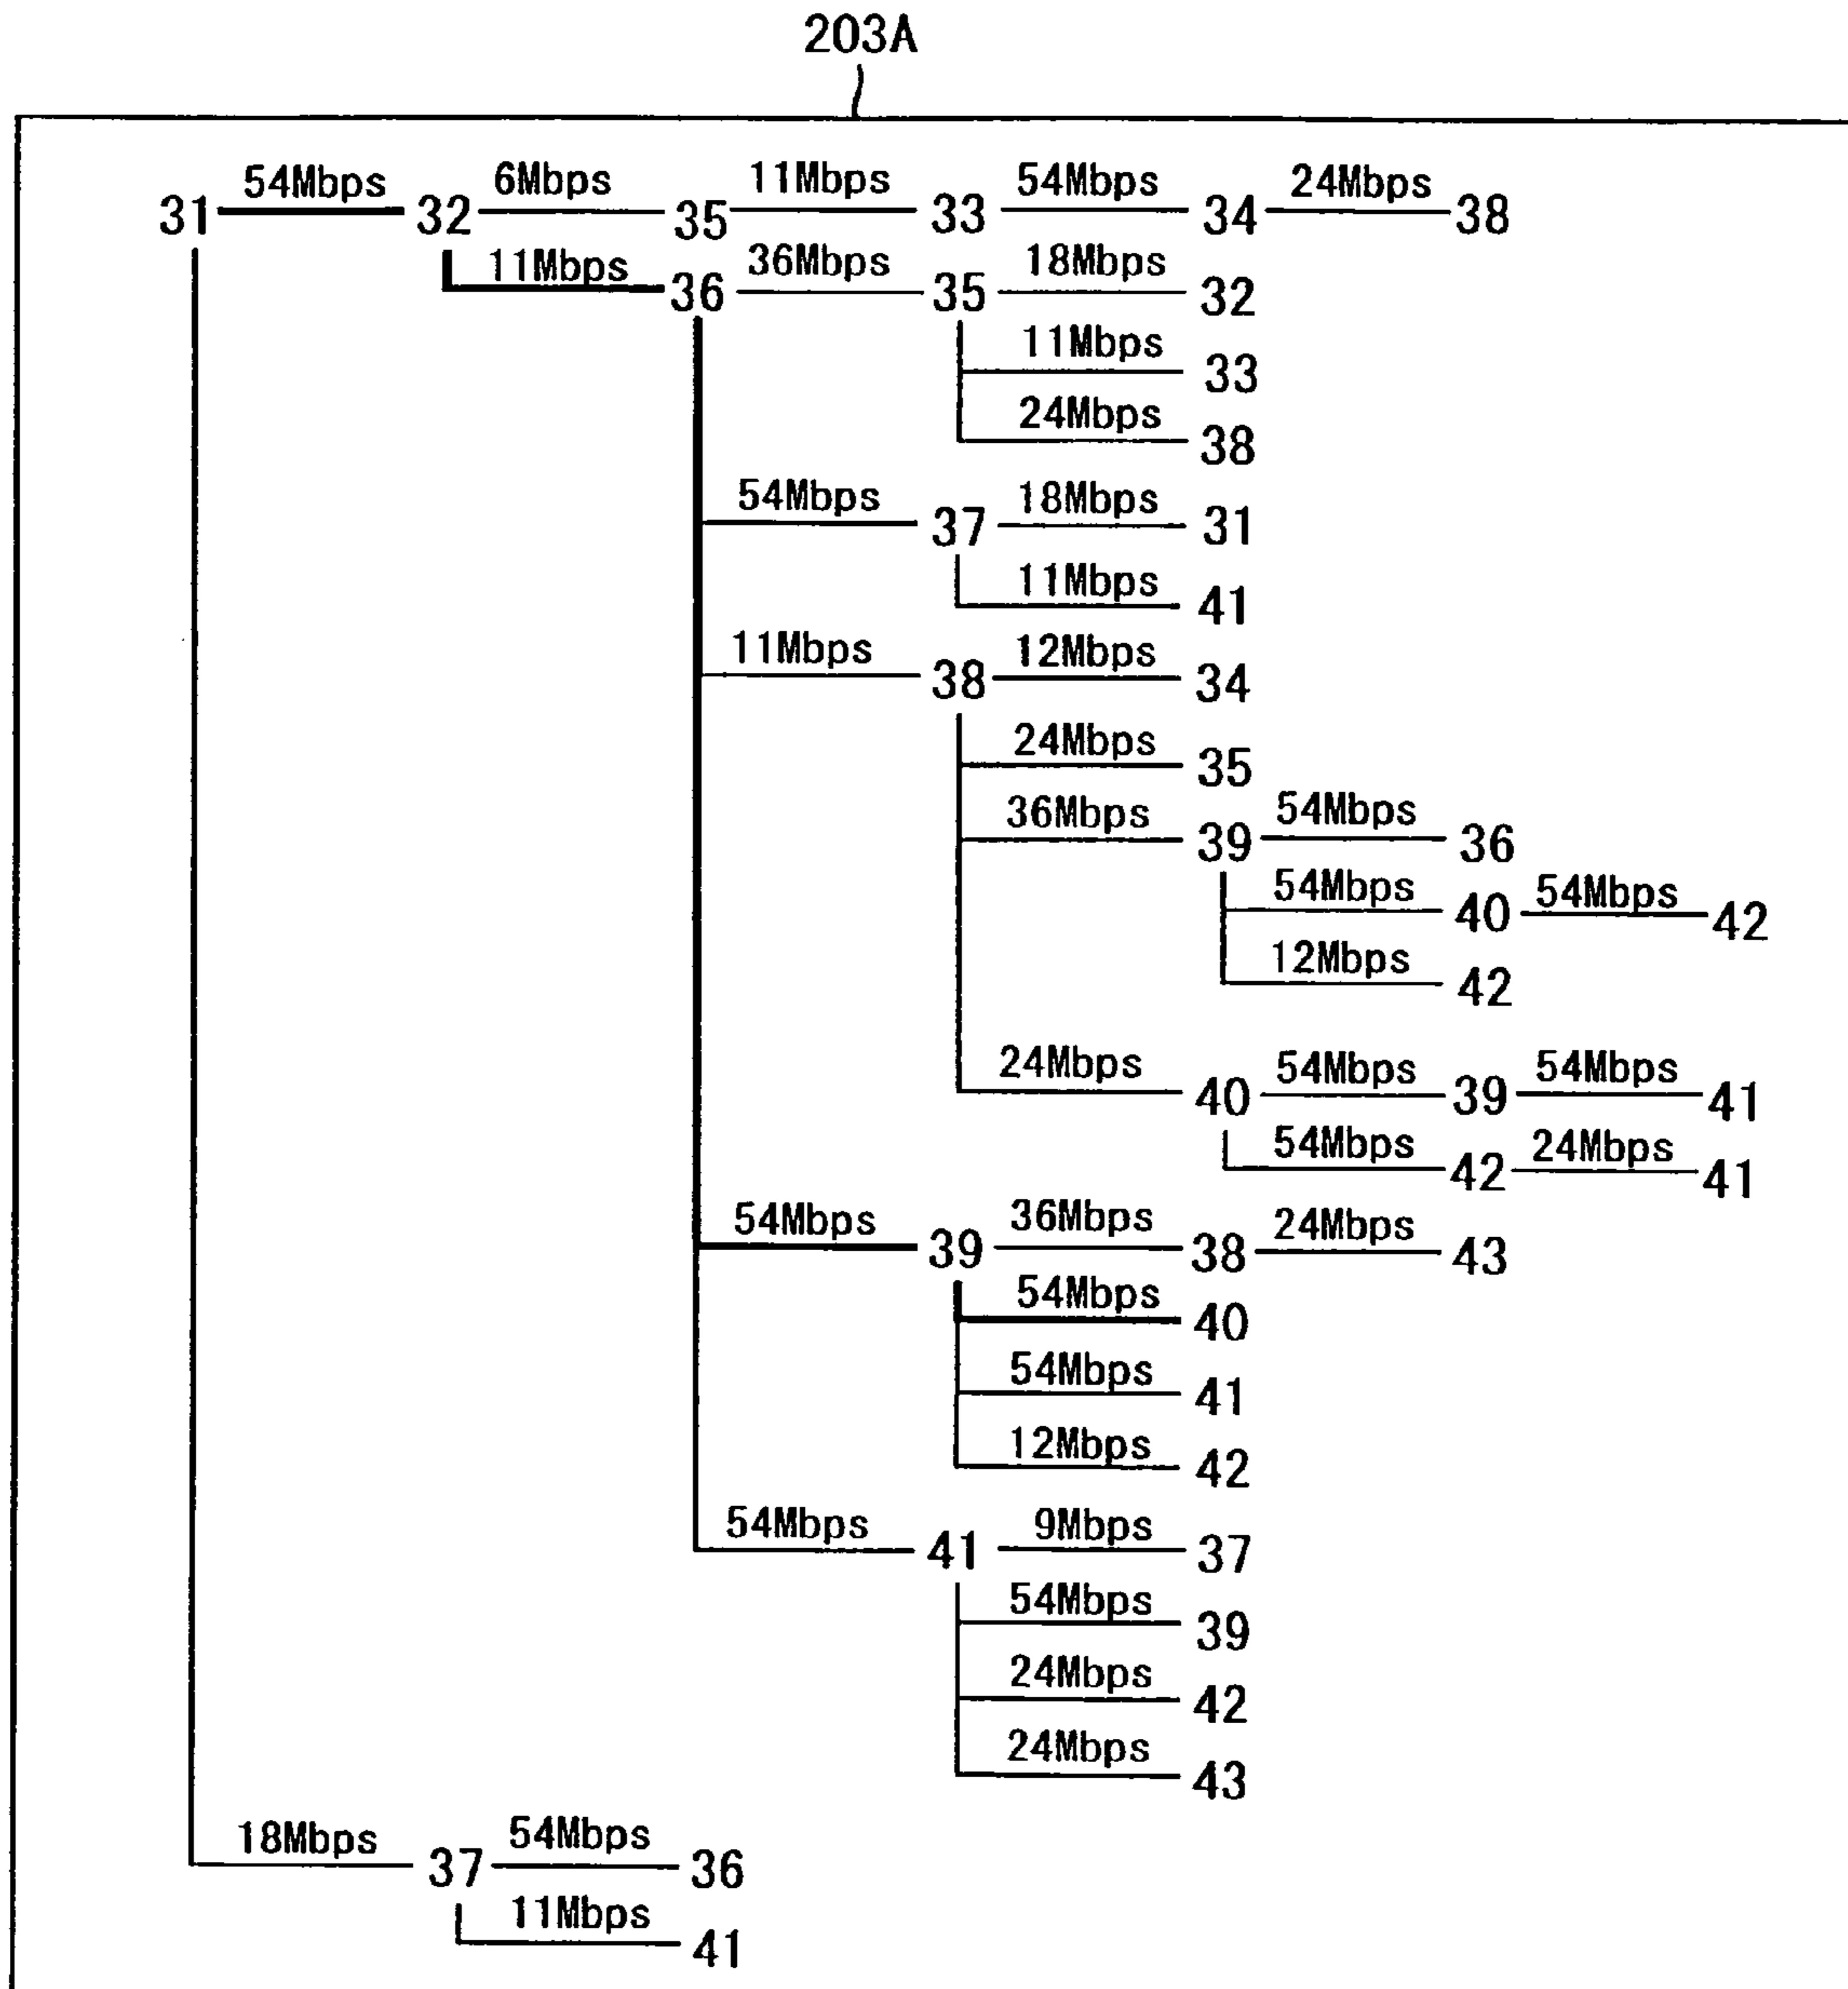 203A
54Mbps 6Mbps 11Mbps 54Mbps 24Mbps
31 32 35 33 34 38
11Mbps 36Mbps 18Mbps
36 35 32
11Mbps
33
24Mbps
38
54Mbps 18Mbps
37 31
11Mbps
41
11Mbps 12Mbps
38 34
24Mbps
35
36Mbps 54Mbps
39 36
54Mbps 54Mbps
40 42
12Mbps
42
24Mbps 54Mbps 54Mbps
40 39 41
54Mbps 24Mbps
42 41
54Mbps 36Mbps 24Mbps
39 38 43
54Mbps
40
54Mbps
41
12Mbps
42
54Mbps 9Mbps
41 37
54Mbps
39
24Mbps
42
24Mbps
43
18Mbps 54Mbps
37 36
11Mbps
41